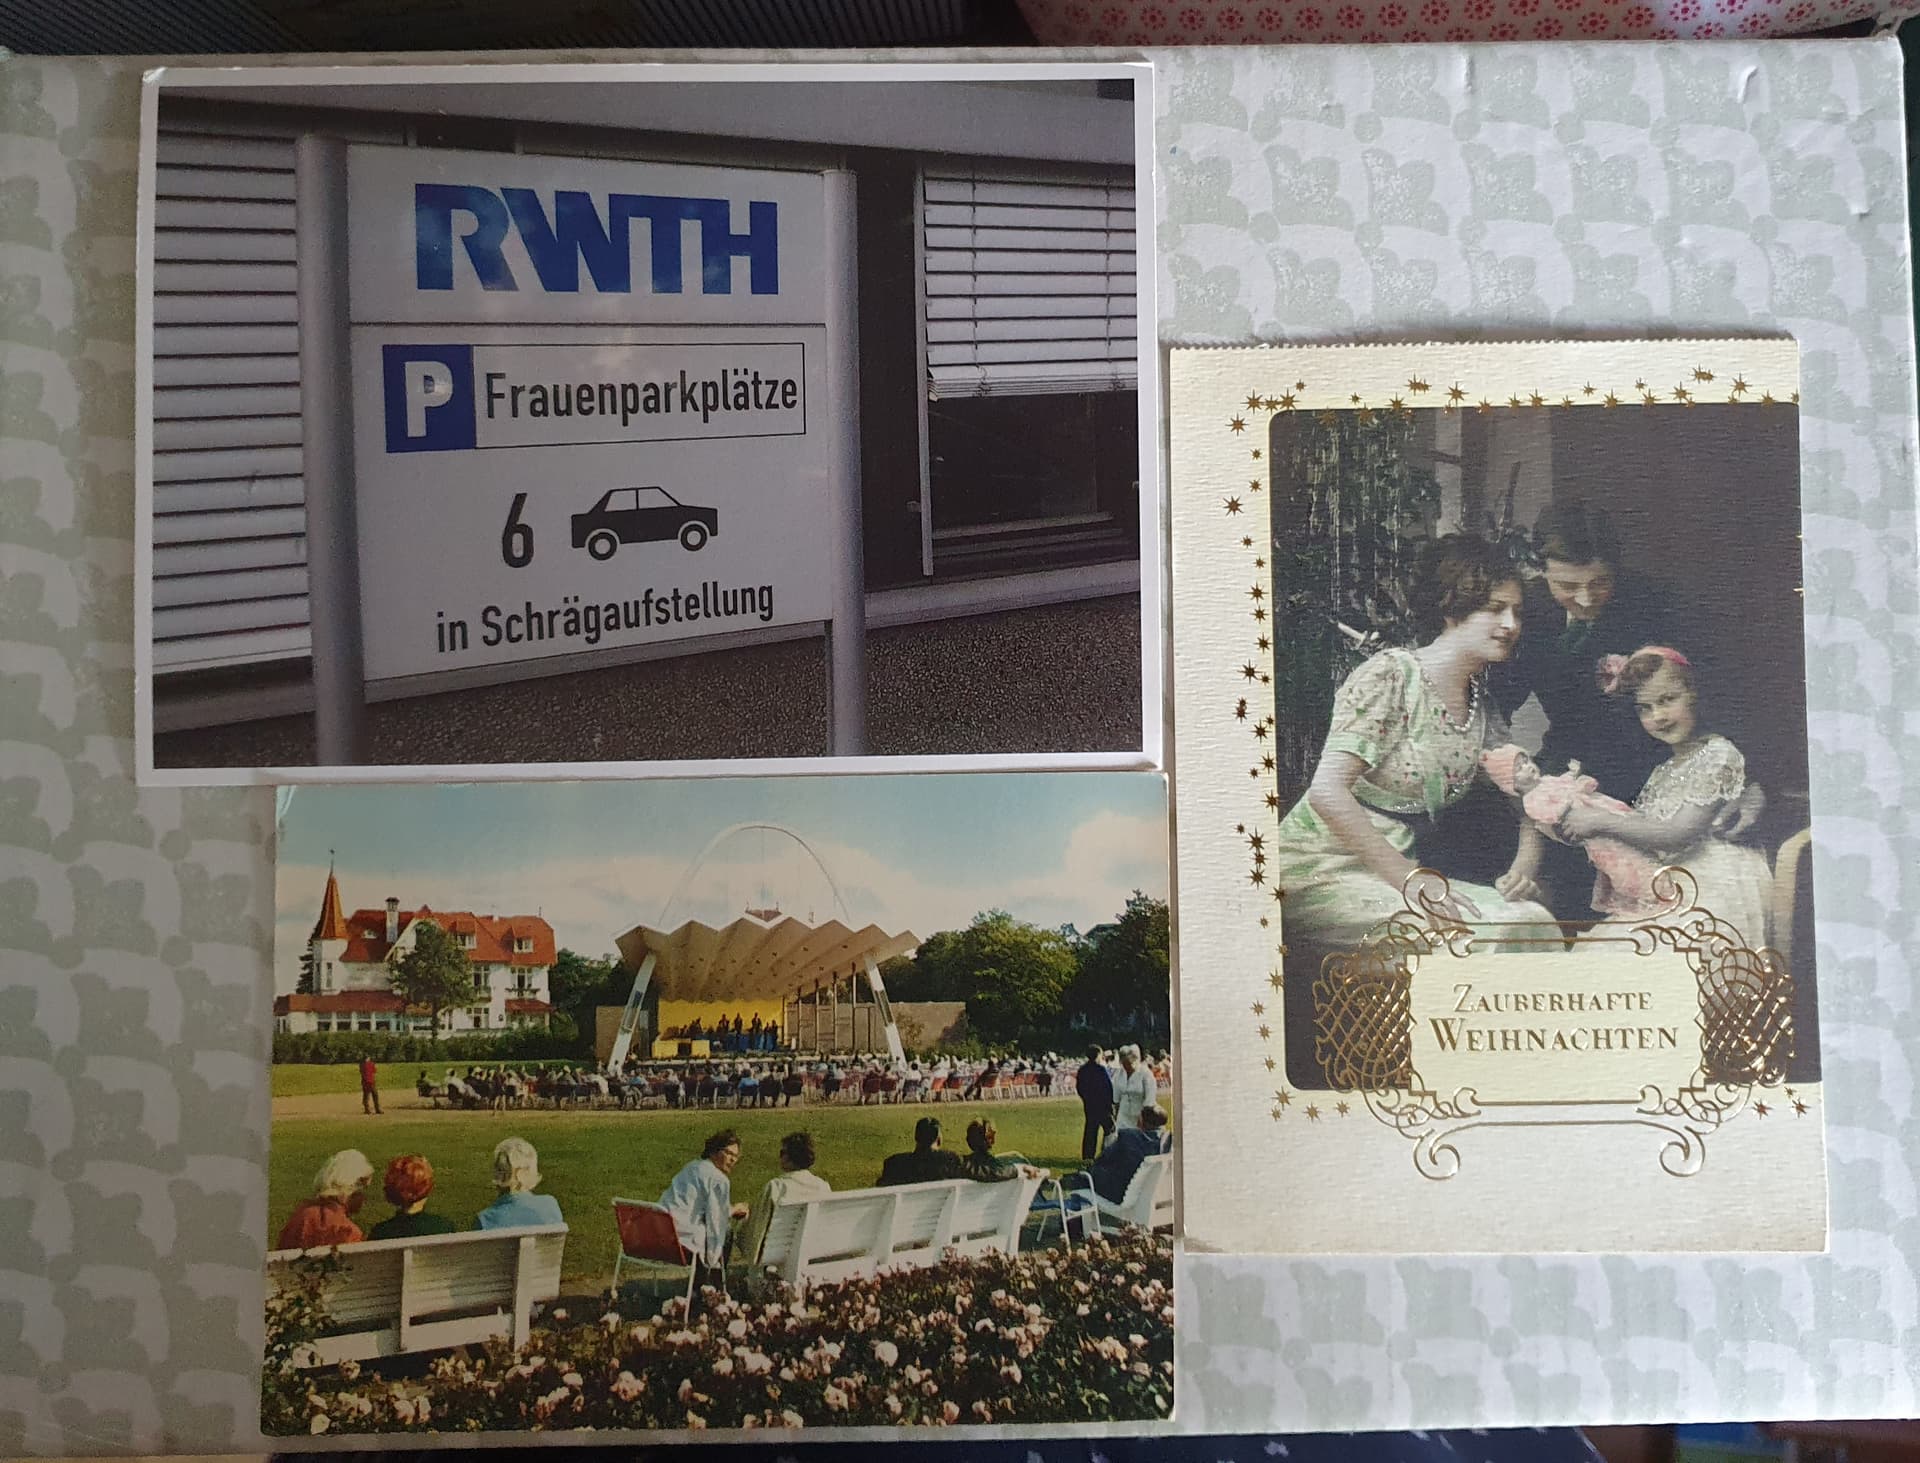 RWTH
P Frauenparkplätze
6
in Schrägaufstellung
ZAUBERHAFTE
WEIHNACHTEN